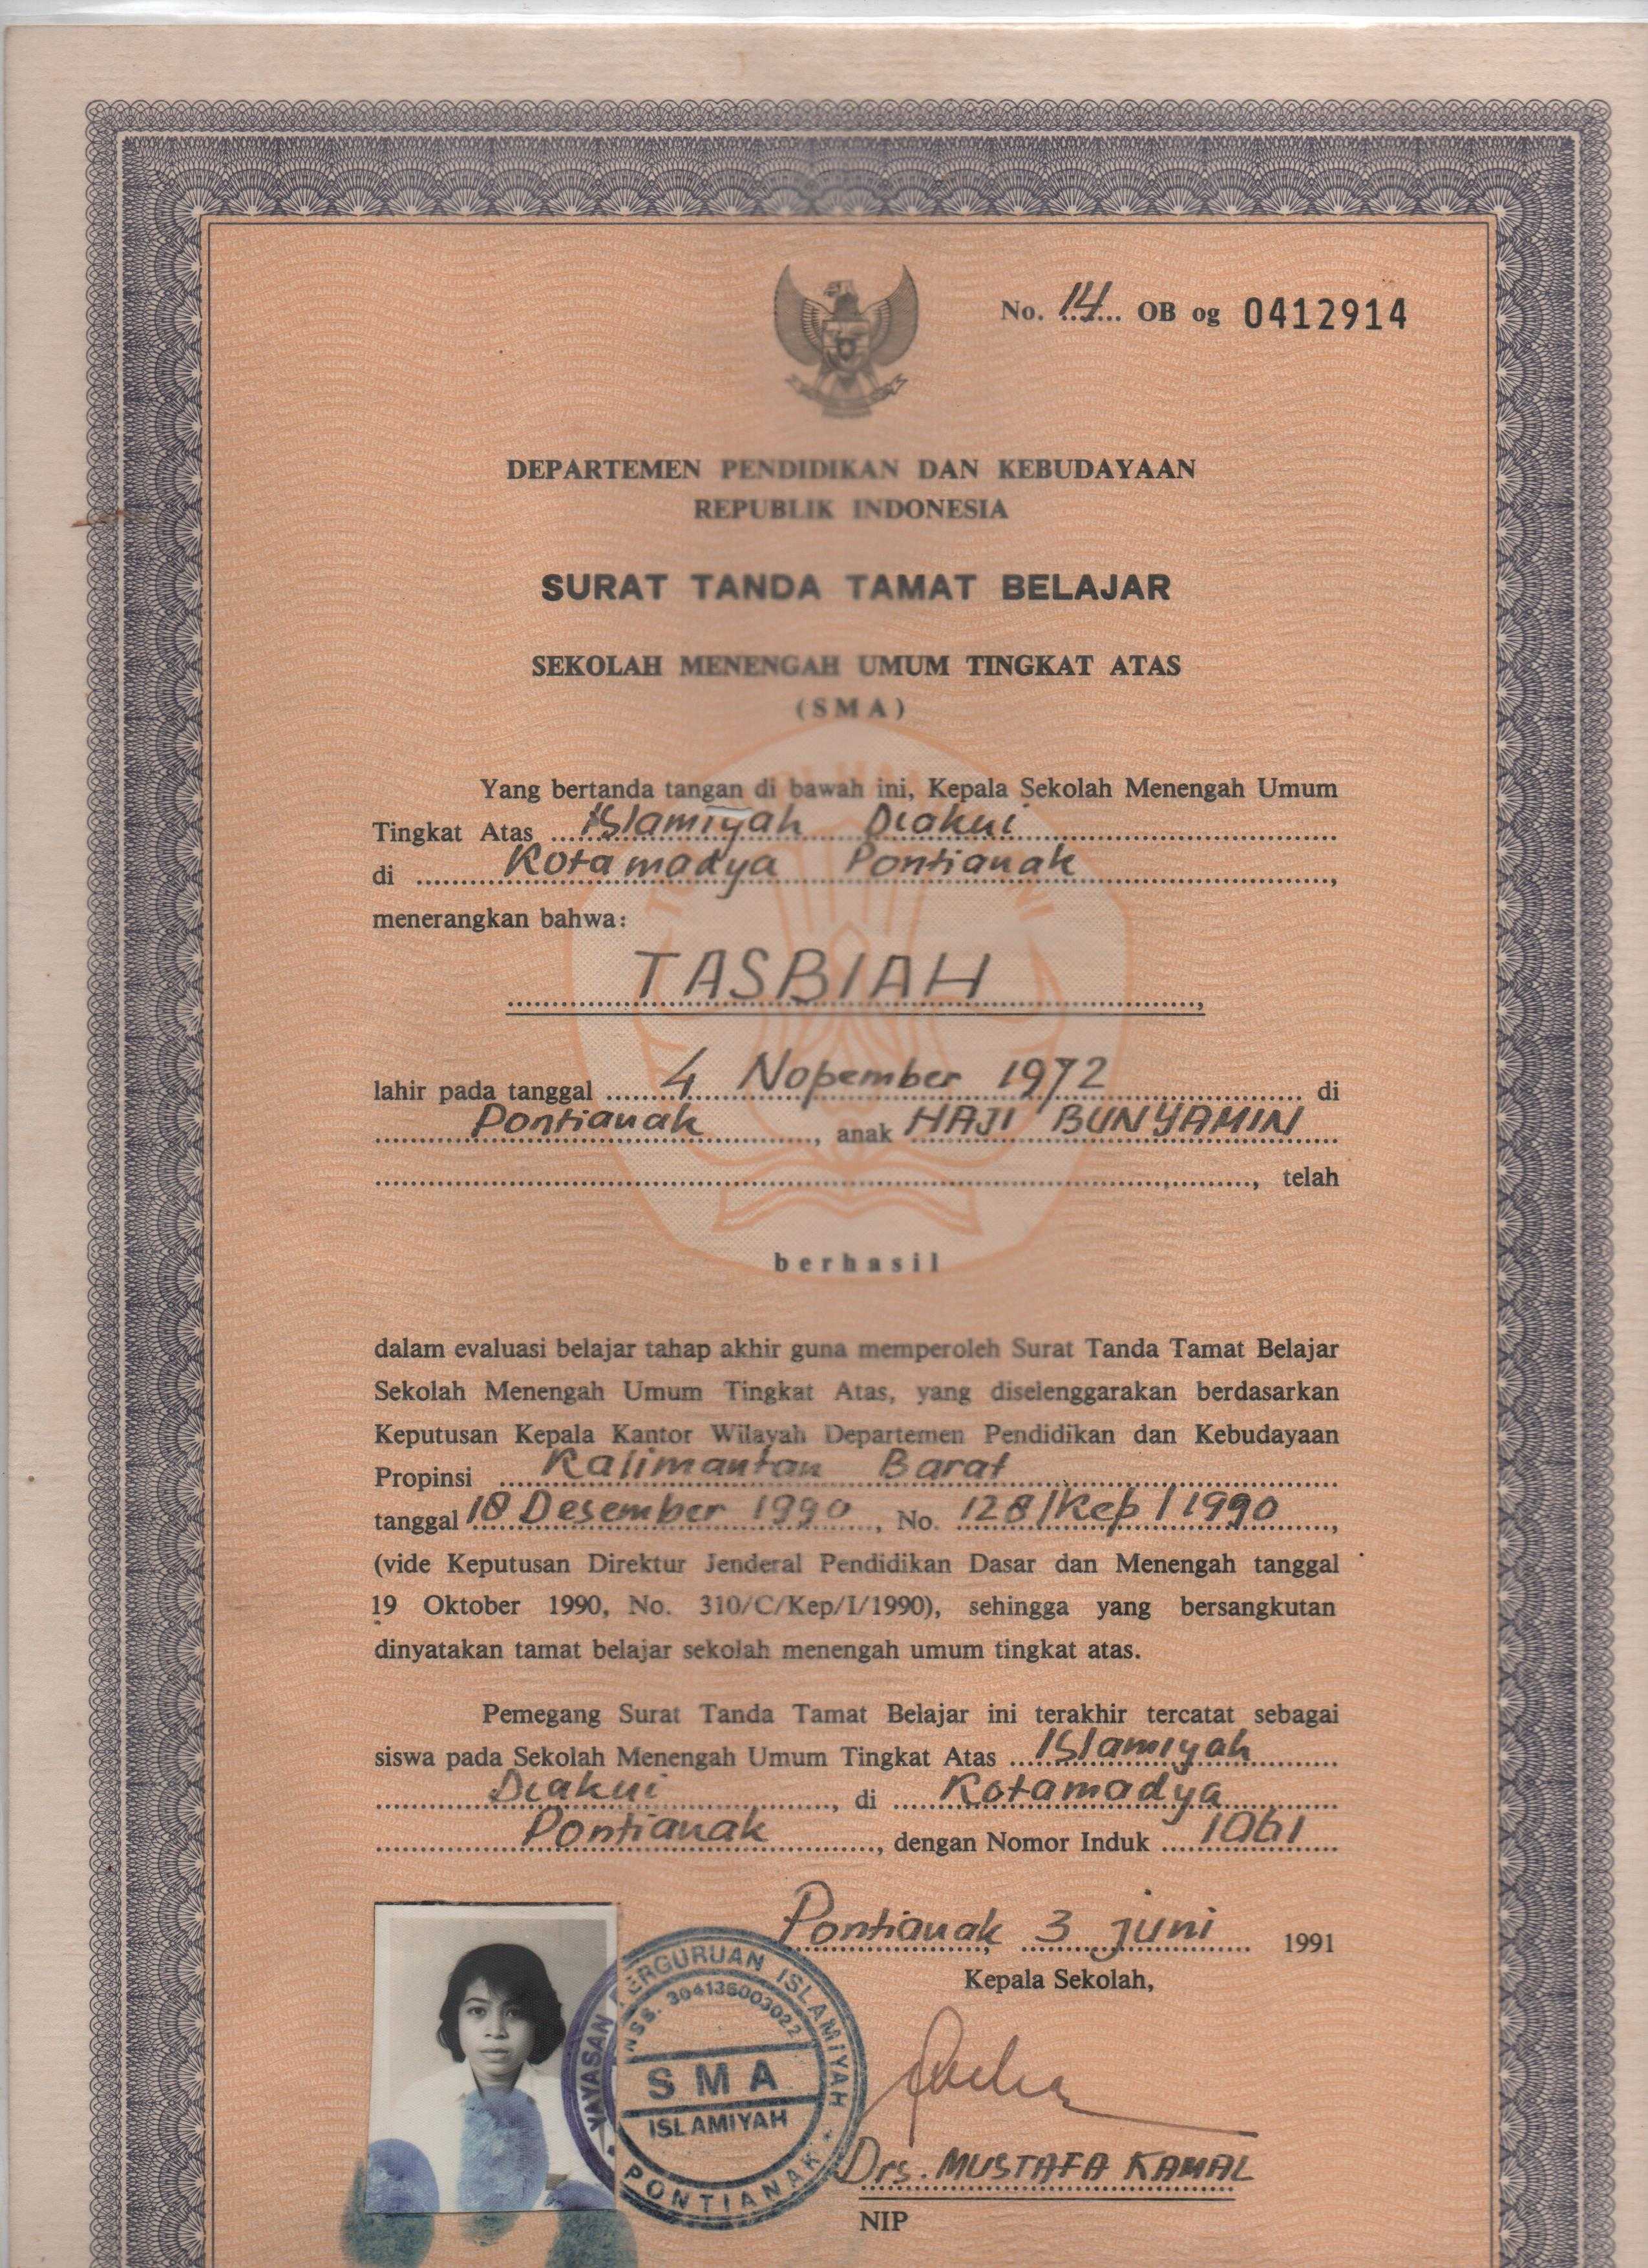 No. 14 OB og 0412914
DEPARTEMEN PENDIDIKAN DAN KEBUDAYAAN
REPUBLIK INDONESIA
SURAT TANDA TAMAT BELAJAR
SEKOLAH MENENGAH UMUM TINGKAT ATAS
(SMA)
Yang bertanda tangan di bawah ini, Kepala Sekolah Menengah Umum
Tingkat Atas Islamiyah Diakui
di Kotamadya Pontianak,
menerangkan bahwa:
TASBIAH,
lahir pada tanggal 4 Nopember 1972 di
Pontianak, anak HAJI BUNYAMIN
, telah
berhasil
dalam evaluasi belajar tahap akhir guna memperoleh Surat Tanda Tamat Belajar
Sekolah Menengah Umum Tingkat Atas, yang diselenggarakan berdasarkan
Keputusan Kepala Kantor Wilayah Departemen Pendidikan dan Kebudayaan
Propinsi Kalimantan Barat
tanggal 18 Desember 1990, No. 128/Kep/1990,
(vide Keputusan Direktur Jenderal Pendidikan Dasar dan Menengah tanggal
19 Oktober 1990, No. 310/C/Kep/I/1990), sehingga yang bersangkutan
dinyatakan tamat belajar sekolah menengah umum tingkat atas.
Pemegang Surat Tanda Tamat Belajar ini terakhir tercatat sebagai
siswa pada Sekolah Menengah Umum Tingkat Atas Islamiyah
Diakui, di Kotamadya
Pontianak, dengan Nomor Induk 1061
Pontianak, 3 Juni 1991
Kepala Sekolah,
YAYASAN PERGURUAN ISLAMIYAH
NSS. 304136003022
SMA
ISLAMIYAH
PONTIANAK
Drs. MUSTAFA KAMAL
NIP